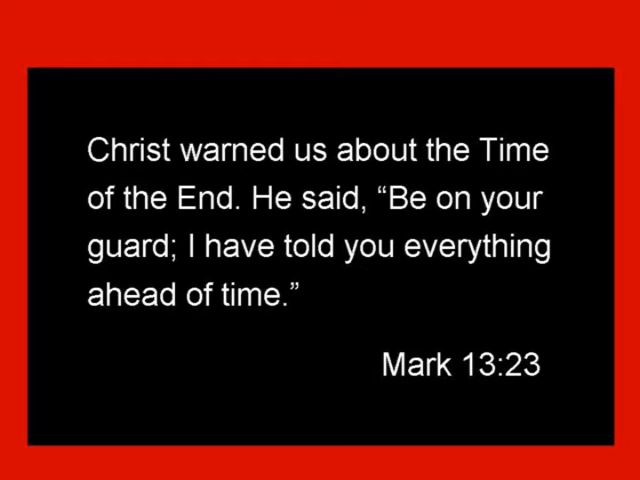 Christ warned us about the Time
of the End. He said, “Be on your
guard; I have told you everything
ahead of time.”
Mark 13:23